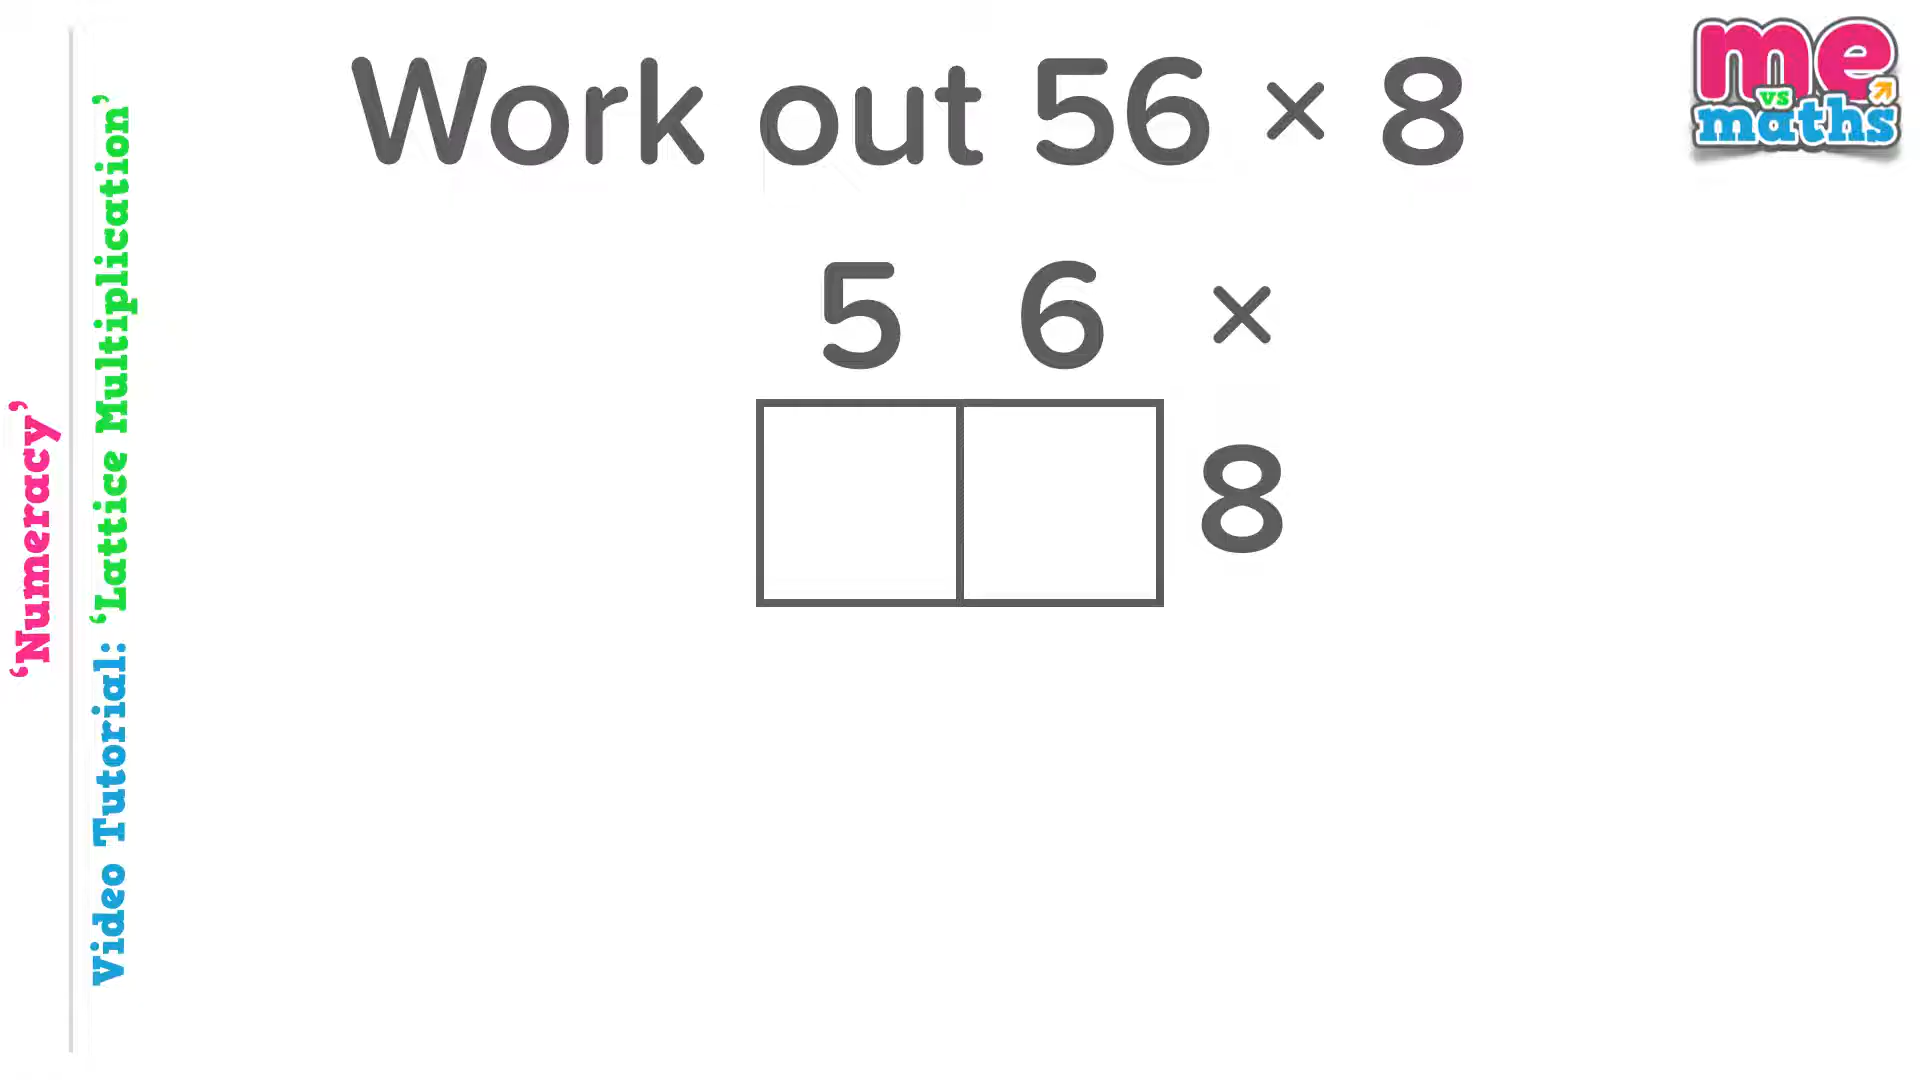 Work out 56 × 8
me
vs
maths
5 6 ×
8
‘Numeracy’
Video Tutorial: ‘Lattice Multiplication’